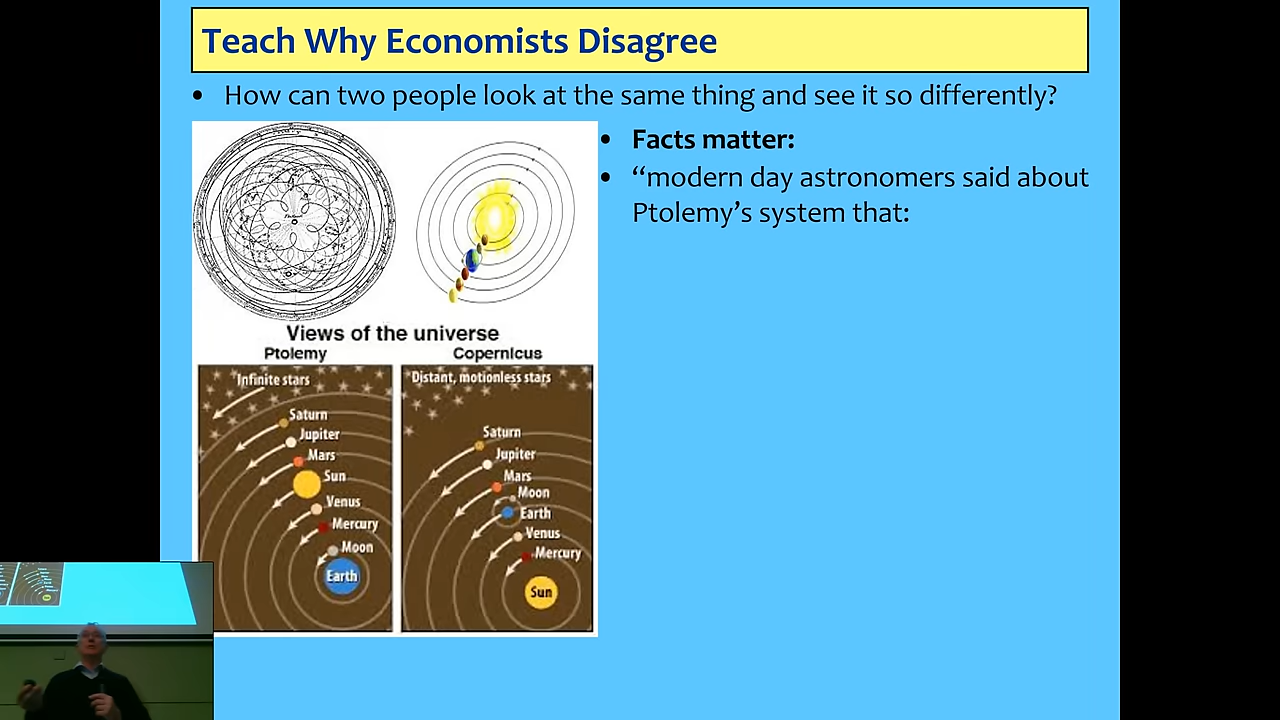 Teach Why Economists Disagree
• How can two people look at the same thing and see it so differently?
• Facts matter:
• “modern day astronomers said about
Ptolemy’s system that:
Views of the universe
Ptolemy
Infinite stars
Saturn
Jupiter
Mars
Sun
Venus
Mercury
Moon
Earth
Copernicus
Distant, motionless stars
Saturn
Jupiter
Mars
Moon
Earth
Venus
Mercury
Sun